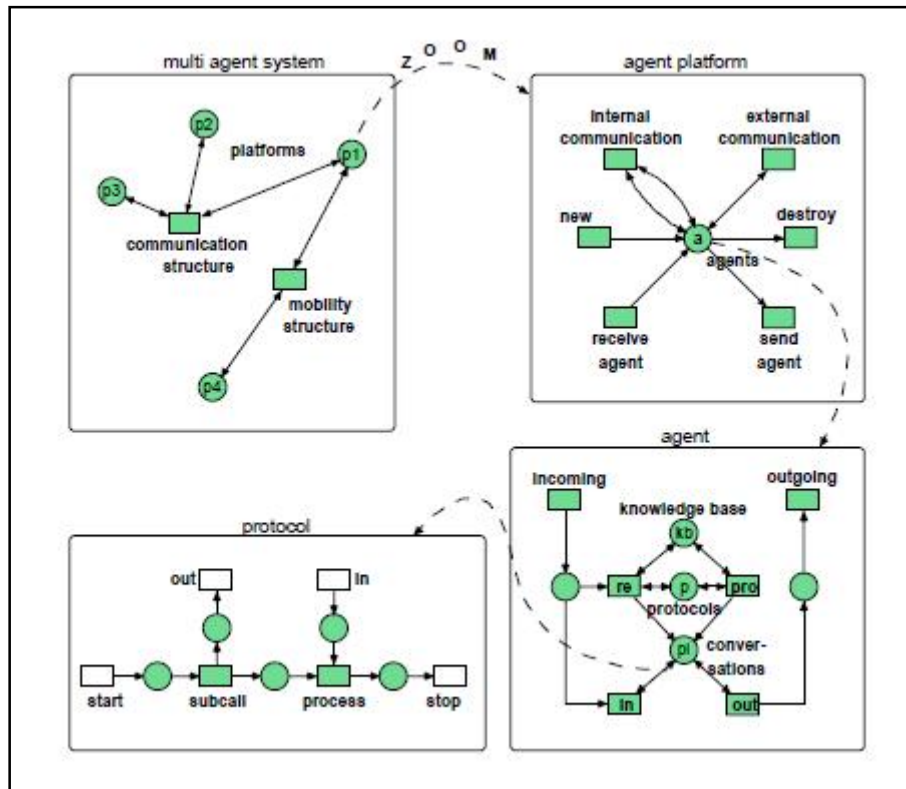 multi agent system
Z O O M
agent platform
p2
platforms
p1
p3
communication
structure
mobility
structure
p4
internal
communication
external
communication
new
destroy
a
agents
receive
agent
send
agent
protocol
out
in
start
subcall
process
stop
agent
incoming
outgoing
knowledge base
kb
re
p
pro
protocols
pi
conver-
sations
in
out